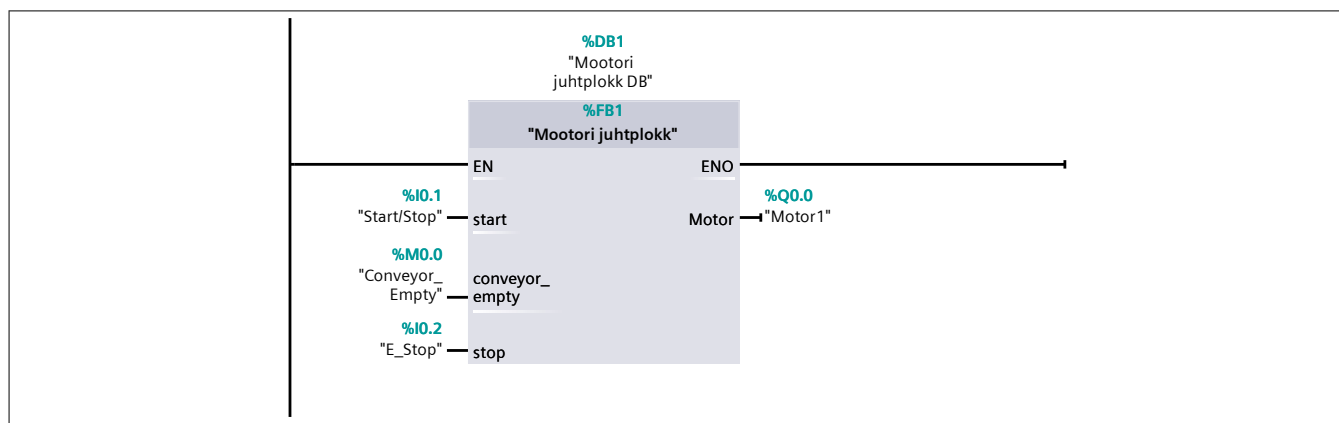 %DB1
"Mootori
juhtplokk DB"
%FB1
"Mootori juhtplokk"
EN ENO
%I0.1 %Q0.0
"Start/Stop" start Motor "Motor1"
%M0.0
"Conveyor_
Empty"
conveyor_
empty
%I0.2
"E_Stop" stop